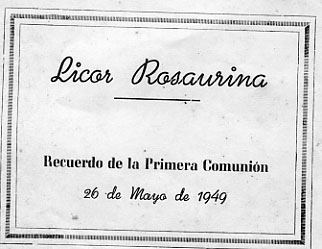 Licor Rosaurina
Recuerdo de la Primera Comunión
26 de Mayo de 1949